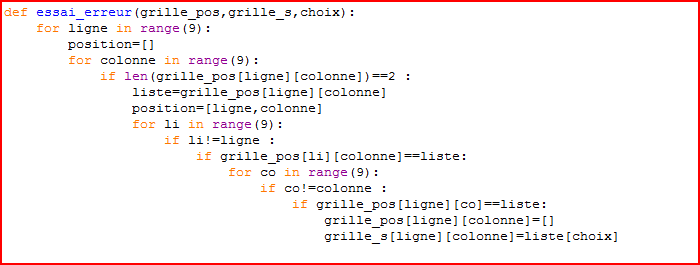 def essai_erreur(grille_pos,grille_s,choix):
    for ligne in range(9):
        position=[]
        for colonne in range(9):
            if len(grille_pos[ligne][colonne])==2 :
                liste=grille_pos[ligne][colonne]
                position=[ligne,colonne]
                for li in range(9):
                    if li!=ligne :
                        if grille_pos[li][colonne]==liste:
                            for co in range(9):
                                if co!=colonne :
                                    if grille_pos[ligne][co]==liste:
                                        grille_pos[ligne][colonne]=[]
                                        grille_s[ligne][colonne]=liste[choix]